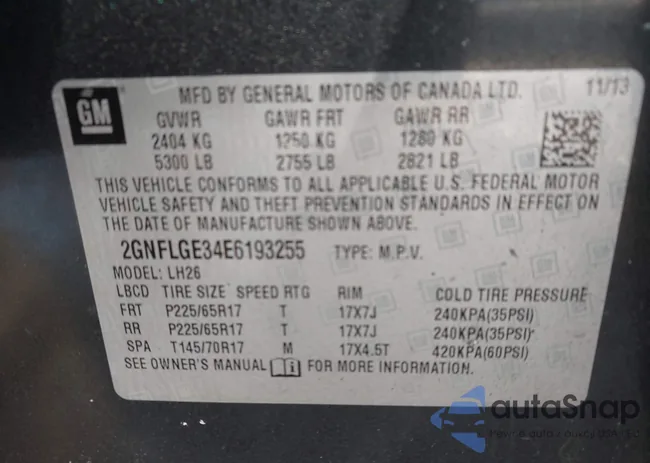 GM
MFD BY GENERAL MOTORS OF CANADA LTD. 11/13
GVWR GAWR FRT GAWR RR
2404 KG 1250 KG 1280 KG
5300 LB 2755 LB 2821 LB
THIS VEHICLE CONFORMS TO ALL APPLICABLE U.S. FEDERAL MOTOR
VEHICLE SAFETY AND THEFT PREVENTION STANDARDS IN EFFECT ON
THE DATE OF MANUFACTURE SHOWN ABOVE.
2GNFLGE34E6193255 TYPE: M.P.V.
MODEL: LH26
LBCD TIRE SIZE SPEED RTG RIM COLD TIRE PRESSURE
FRT P225/65R17 T 17X7J 240KPA(35PSI)
RR P225/65R17 T 17X7J 240KPA(35PSI)
SPA T145/70R17 M 17X4.5T 420KPA(60PSI)
SEE OWNER'S MANUAL FOR MORE INFORMATION.
autoSnap